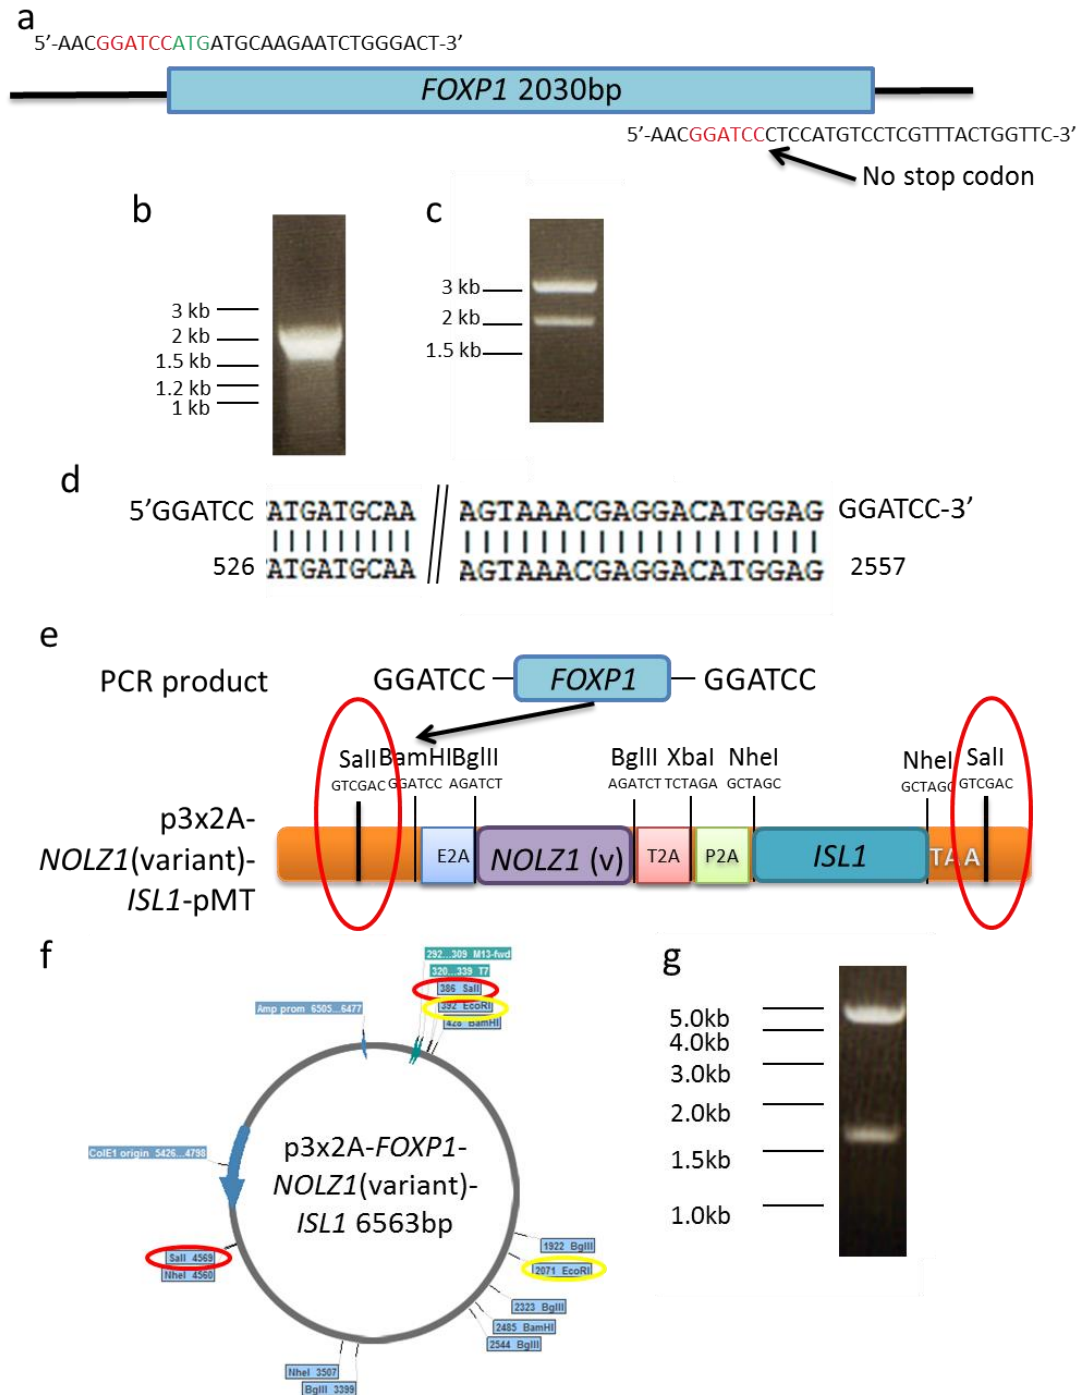 a
5’-AACGGATCCATGATGCAAGAATCTGGGACT-3’
FOXP1 2030bp
5’-AACGGATCCCTCCATGTCCTCGTTTACTGGTTC-3’
No stop codon
b
3 kb
2 kb
1.5 kb
1.2 kb
1 kb
c
3 kb
2 kb
1.5 kb
d
5’GGATCC ATGATGCAA // AGTAAACGAGGACATGGAG GGATCC-3’
526 ATGATGCAA AGTAAACGAGGACATGGAG 2557
e
PCR product GGATCC FOXP1 GGATCC
SalI BamHI BglII BglII XbaI NheI NheI SalI
GTCGAC GGATCC AGATCT AGATCT TCTAGA GCTAGC GCTAGC GTCGAC
p3x2A-
NOLZ1(variant)-
ISL1-pMT
E2A NOLZ1 (v) T2A P2A ISL1 TAA
f
292...309 M13-fwd
320...339 T7
386 SalI
392 EcoRI
428 BamHI
Amp prom 6505...6477
ColE1 origin 5426...4798
p3x2A-FOXP1-
NOLZ1(variant)-
ISL1 6563bp
SalI 4569
NheI 4560
1922 BglII
2071 EcoRI
2323 BglII
2485 BamHI
2544 BglII
NheI 3507
BglII 3399
g
5.0kb
4.0kb
3.0kb
2.0kb
1.5kb
1.0kb